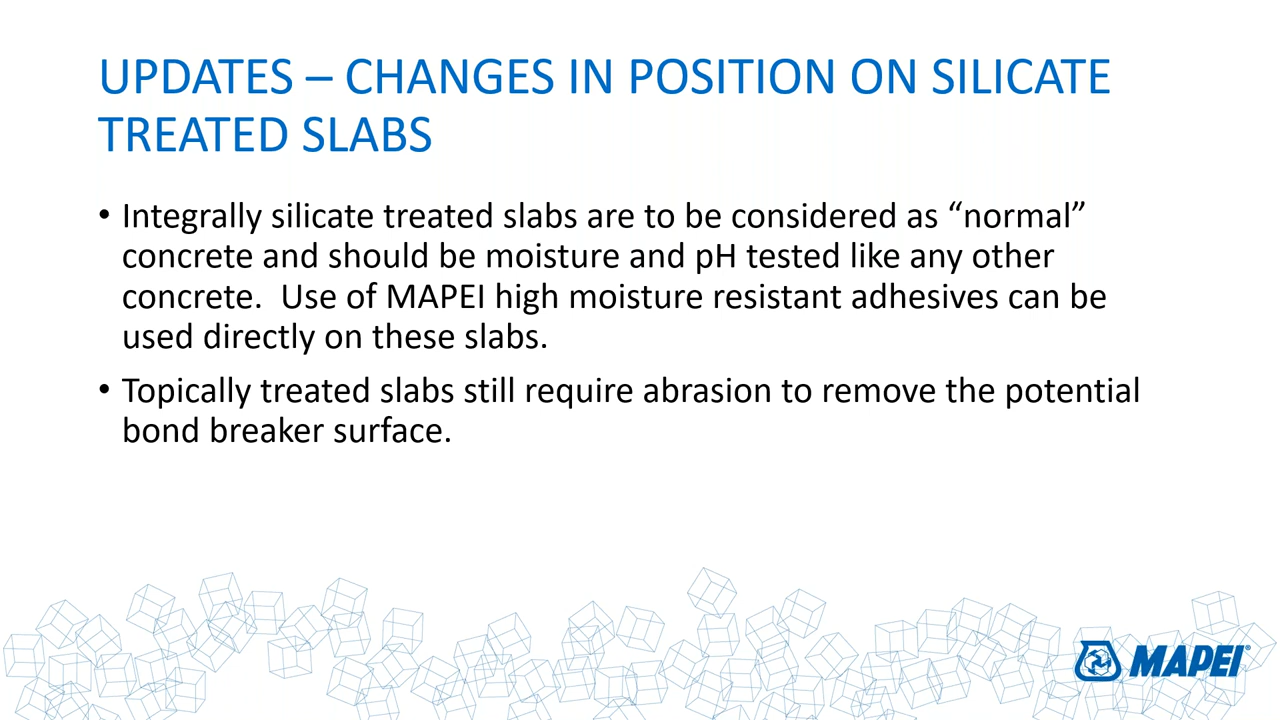 UPDATES – CHANGES IN POSITION ON SILICATE
TREATED SLABS
• Integrally silicate treated slabs are to be considered as “normal”
concrete and should be moisture and pH tested like any other
concrete.  Use of MAPEI high moisture resistant adhesives can be
used directly on these slabs.
• Topically treated slabs still require abrasion to remove the potential
bond breaker surface.
MAPEI®